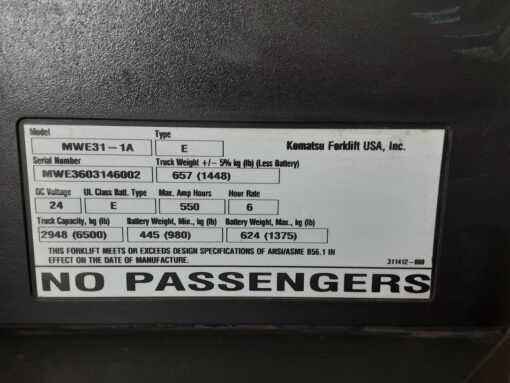 Model Type
MWE31-1A E Komatsu Forklift USA, Inc.
Serial Number Truck Weight +/- 5% kg (lb) (Less Battery)
MWE3603146002 657 (1448)
DC Voltage UL Class Batt. Type Max. Amp Hours Hour Rate
24 E 550 6
Truck Capacity, kg (lb) Battery Weight, Min., kg (lb) Battery Weight, Max., kg (lb)
2948 (6500) 445 (980) 624 (1375)
THIS FORKLIFT MEETS OR EXCEEDS DESIGN SPECIFICATIONS OF ANSI/ASME B56.1 IN
EFFECT ON THE DATE OF MANUFACTURE. 311412-000
NO PASSENGERS